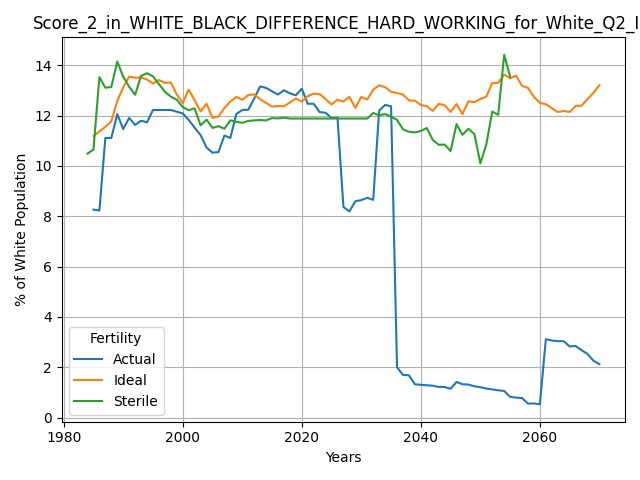 Score_2_in_WHITE_BLACK_DIFFERENCE_HARD_WORKING_for_White_Q2_I
14
12
10
8
6
4
2
0
% of White Population
Fertility
Actual
Ideal
Sterile
1980
2000
2020
2040
2060
Years